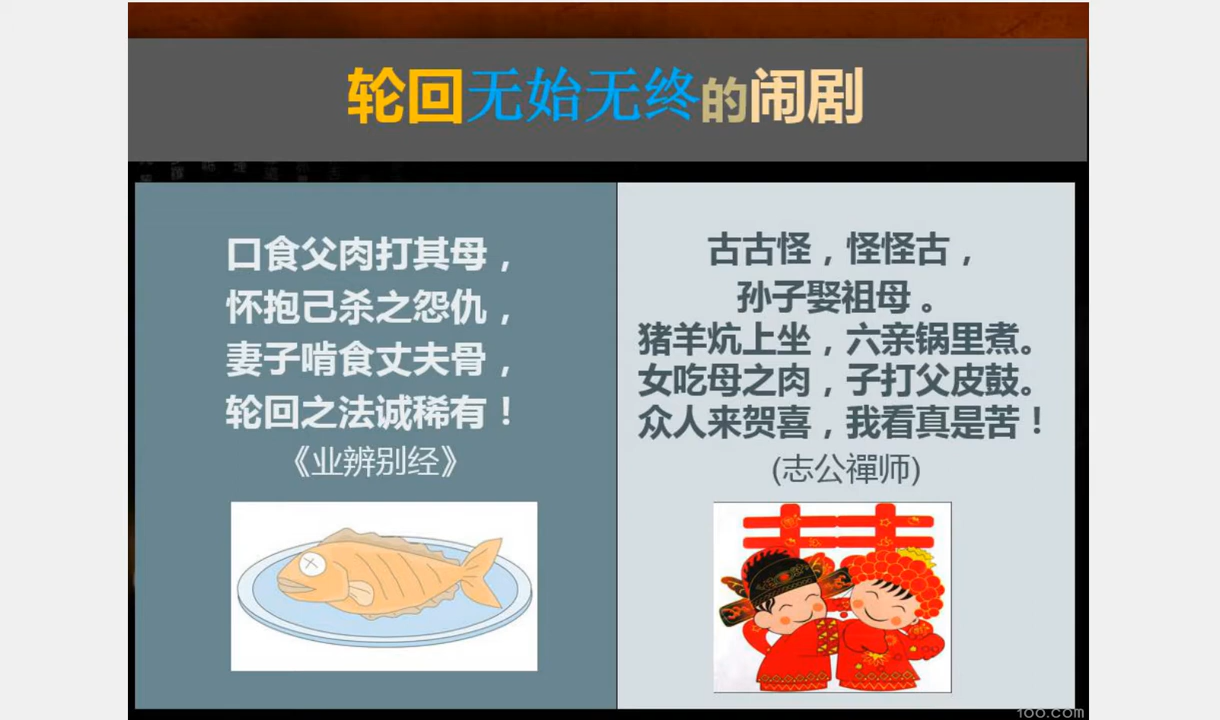 轮回无始无终的闹剧
口食父肉打其母，
怀抱己杀之怨仇，
妻子啃食丈夫骨，
轮回之法诚稀有！
《业辨别经》
古古怪，怪怪古，
孙子娶祖母。
猪羊炕上坐，六亲锅里煮。
女吃母之肉，子打父皮鼓。
众人来贺喜，我看真是苦！
(志公禪师)